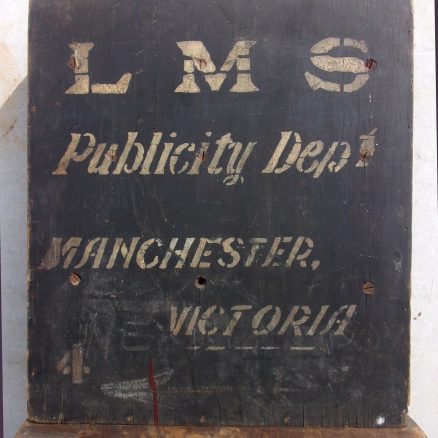 L M S
Publicity Dept
MANCHESTER,
VICTORIA
4